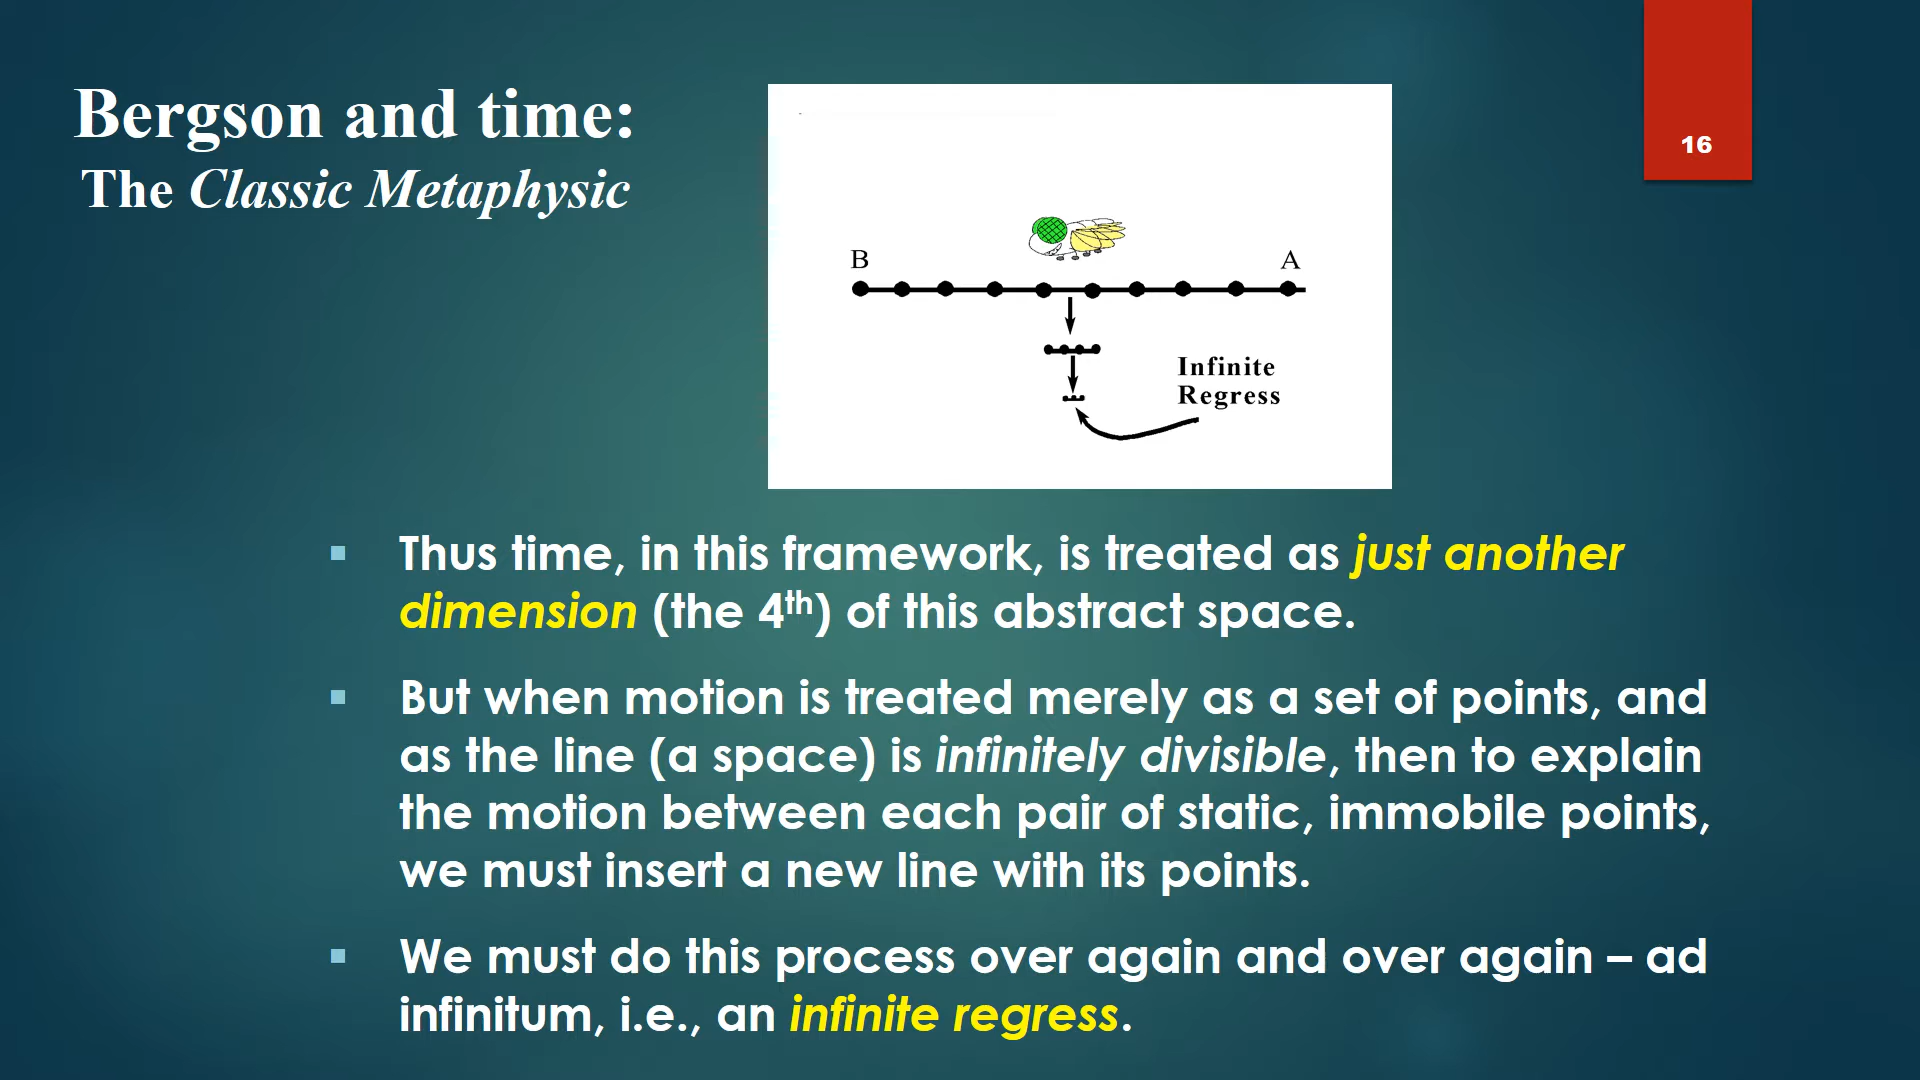 Bergson and time:
The Classic Metaphysic
16
B
A
Infinite
Regress
Thus time, in this framework, is treated as just another
dimension (the 4th) of this abstract space.
But when motion is treated merely as a set of points, and
as the line (a space) is infinitely divisible, then to explain
the motion between each pair of static, immobile points,
we must insert a new line with its points.
We must do this process over again and over again – ad
infinitum, i.e., an infinite regress.